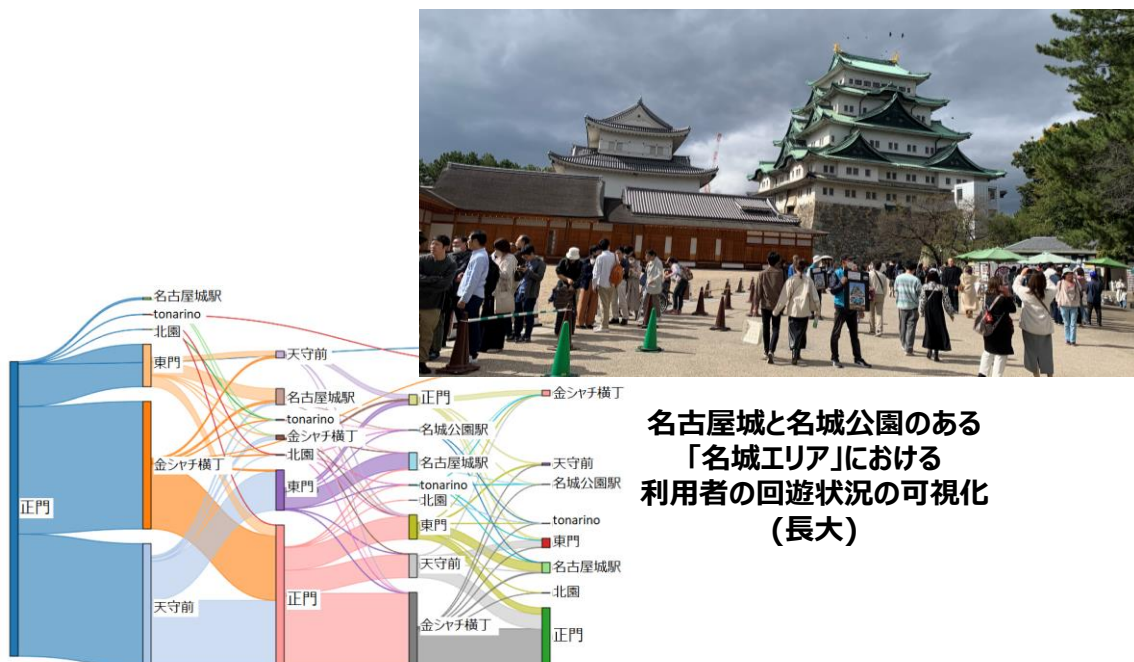 名古屋城駅
tonarino
北園
東門
金シャチ横丁
正門
天守前
天守前
名古屋城駅
tonarino
金シャチ横丁
北園
東門
正門
正門
名城公園駅
名古屋城駅
tonarino
北園
東門
天守前
金シャチ横丁
金シャチ横丁
天守前
名城公園駅
tonarino
東門
名古屋城駅
北園
正門
名古屋城と名城公園のある
「名城エリア」における
利用者の回遊状況の可視化
(長大)